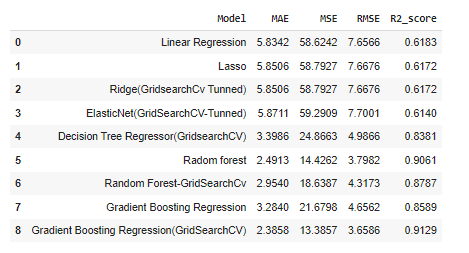 Model MAE MSE RMSE R2_score
0 Linear Regression 5.8342 58.6242 7.6566 0.6183
1 Lasso 5.8506 58.7927 7.6676 0.6172
2 Ridge(GridsearchCv Tunned) 5.8506 58.7927 7.6676 0.6172
3 ElasticNet(GridSearchCV-Tunned) 5.8711 59.2909 7.7001 0.6140
4 Decision Tree Regressor(GridsearchCV) 3.3986 24.8663 4.9866 0.8381
5 Radom forest 2.4913 14.4262 3.7982 0.9061
6 Random Forest-GridSearchCv 2.9540 18.6387 4.3173 0.8787
7 Gradient Boosting Regression 3.2840 21.6798 4.6562 0.8589
8 Gradient Boosting Regression(GridSearchCV) 2.3858 13.3857 3.6586 0.9129